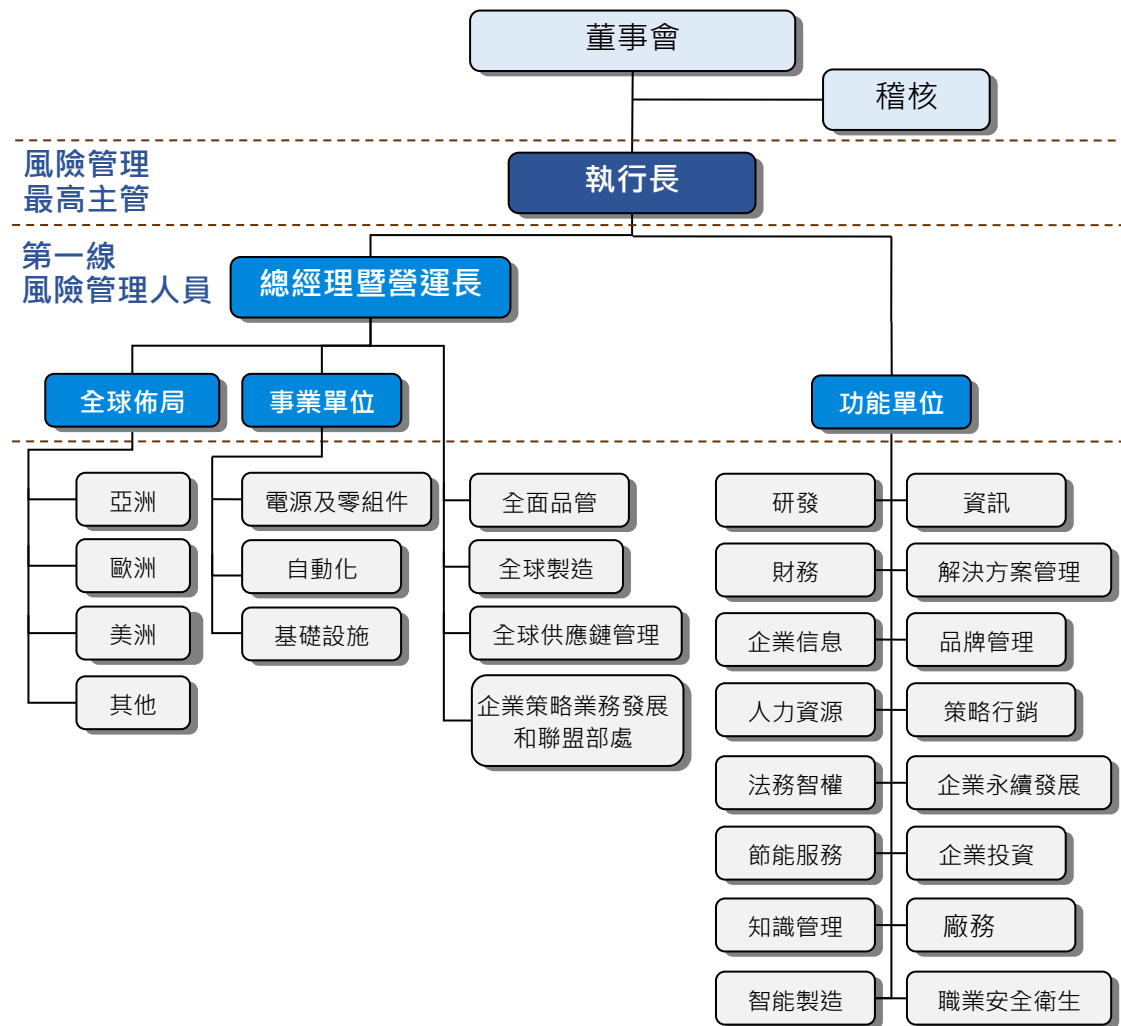 董事會
稽核
風險管理
最高主管
執行長
第一線
風險管理人員
總經理暨營運長
全球佈局
事業單位
功能單位
亞洲
歐洲
美洲
其他
電源及零組件
自動化
基礎設施
全面品管
全球製造
全球供應鏈管理
企業策略業務發展
和聯盟部處
研發
資訊
財務
解決方案管理
企業信息
品牌管理
人力資源
策略行銷
法務智權
企業永續發展
節能服務
企業投資
知識管理
廠務
智能製造
職業安全衛生